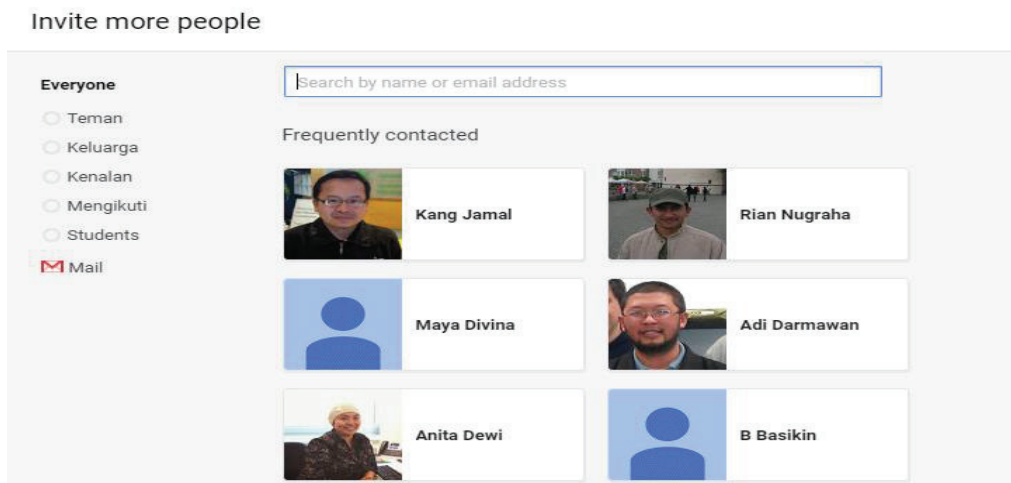 Invite more people
Everyone
Teman
Keluarga
Kenalan
Mengikuti
Students
Mail
Search by name or email address
Frequently contacted
Kang Jamal
Rian Nugraha
Maya Divina
Adi Darmawan
Anita Dewi
B Basikin